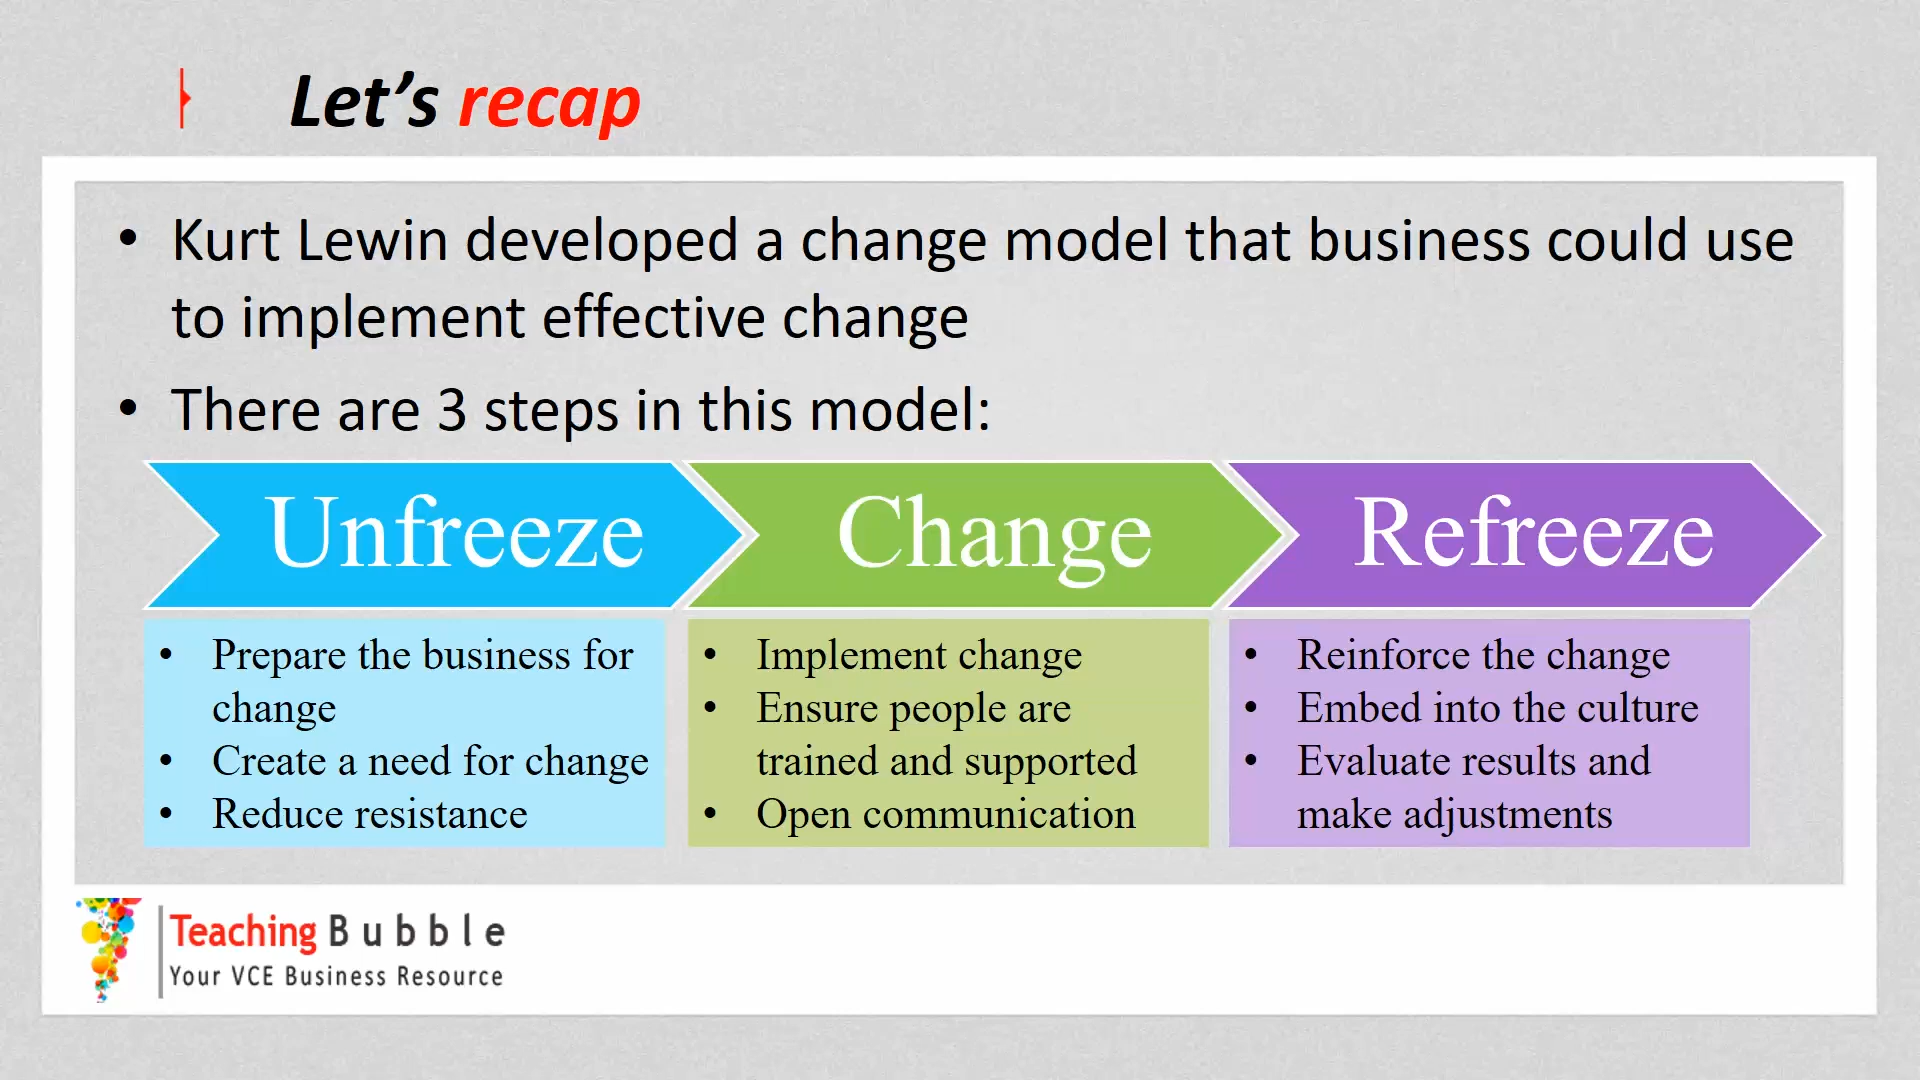 Let’s recap
• Kurt Lewin developed a change model that business could use
to implement effective change
• There are 3 steps in this model:
Unfreeze
• Prepare the business for
change
• Create a need for change
• Reduce resistance
Change
• Implement change
• Ensure people are
trained and supported
• Open communication
Refreeze
• Reinforce the change
• Embed into the culture
• Evaluate results and
make adjustments
Teaching Bubble
Your VCE Business Resource